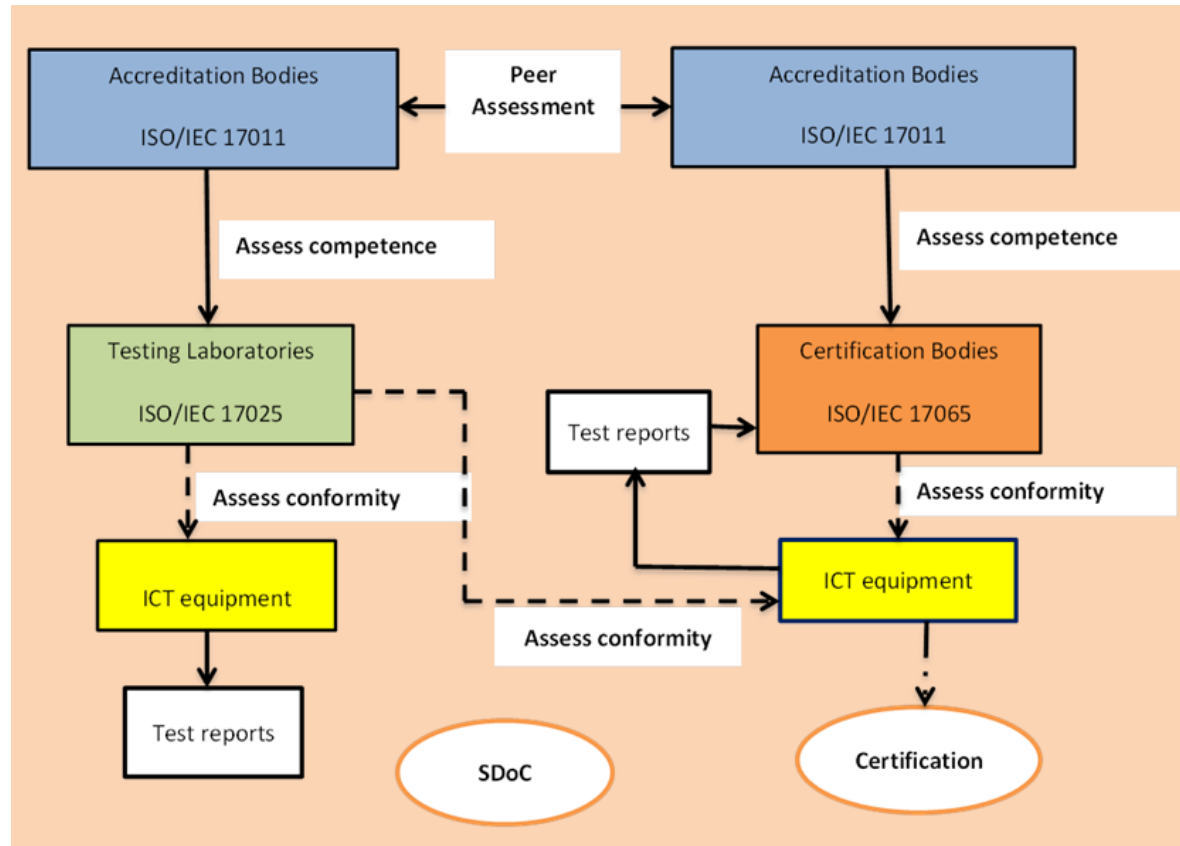 Accreditation Bodies
ISO/IEC 17011
Peer
Assessment
Accreditation Bodies
ISO/IEC 17011
Assess competence
Assess competence
Testing Laboratories
ISO/IEC 17025
Certification Bodies
ISO/IEC 17065
Test reports
Assess conformity
Assess conformity
ICT equipment
ICT equipment
Assess conformity
Test reports
SDoC
Certification